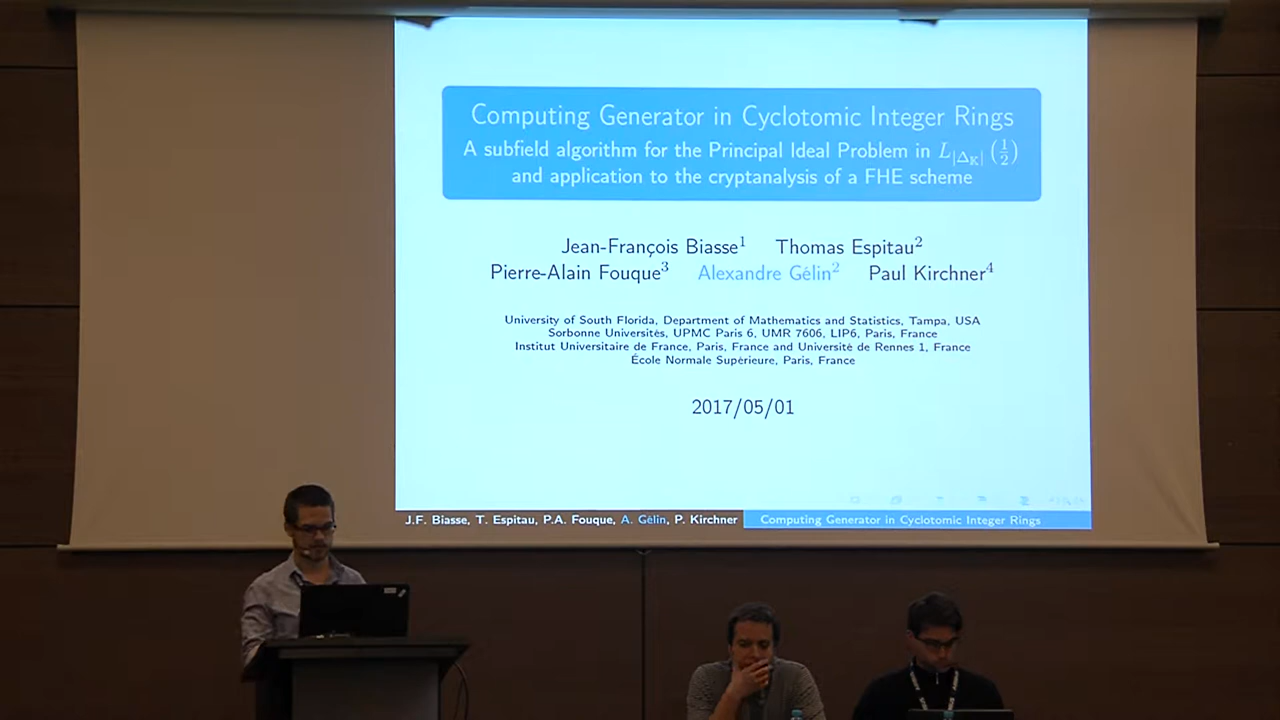 Computing Generator in Cyclotomic Integer Rings
A subfield algorithm for the Principal Ideal Problem in L|Δ𝕂| (1/2)
and application to the cryptanalysis of a FHE scheme
Jean-François Biasse¹ Thomas Espitau²
Pierre-Alain Fouque³ Alexandre Gélin² Paul Kirchner⁴
University of South Florida, Department of Mathematics and Statistics, Tampa, USA
Sorbonne Universités, UPMC Paris 6, UMR 7606, LIP6, Paris, France
Institut Universitaire de France, Paris, France and Université de Rennes 1, France
École Normale Supérieure, Paris, France
2017/05/01
J.F. Biasse, T. Espitau, P.A. Fouque, A. Gélin, P. Kirchner Computing Generator in Cyclotomic Integer Rings